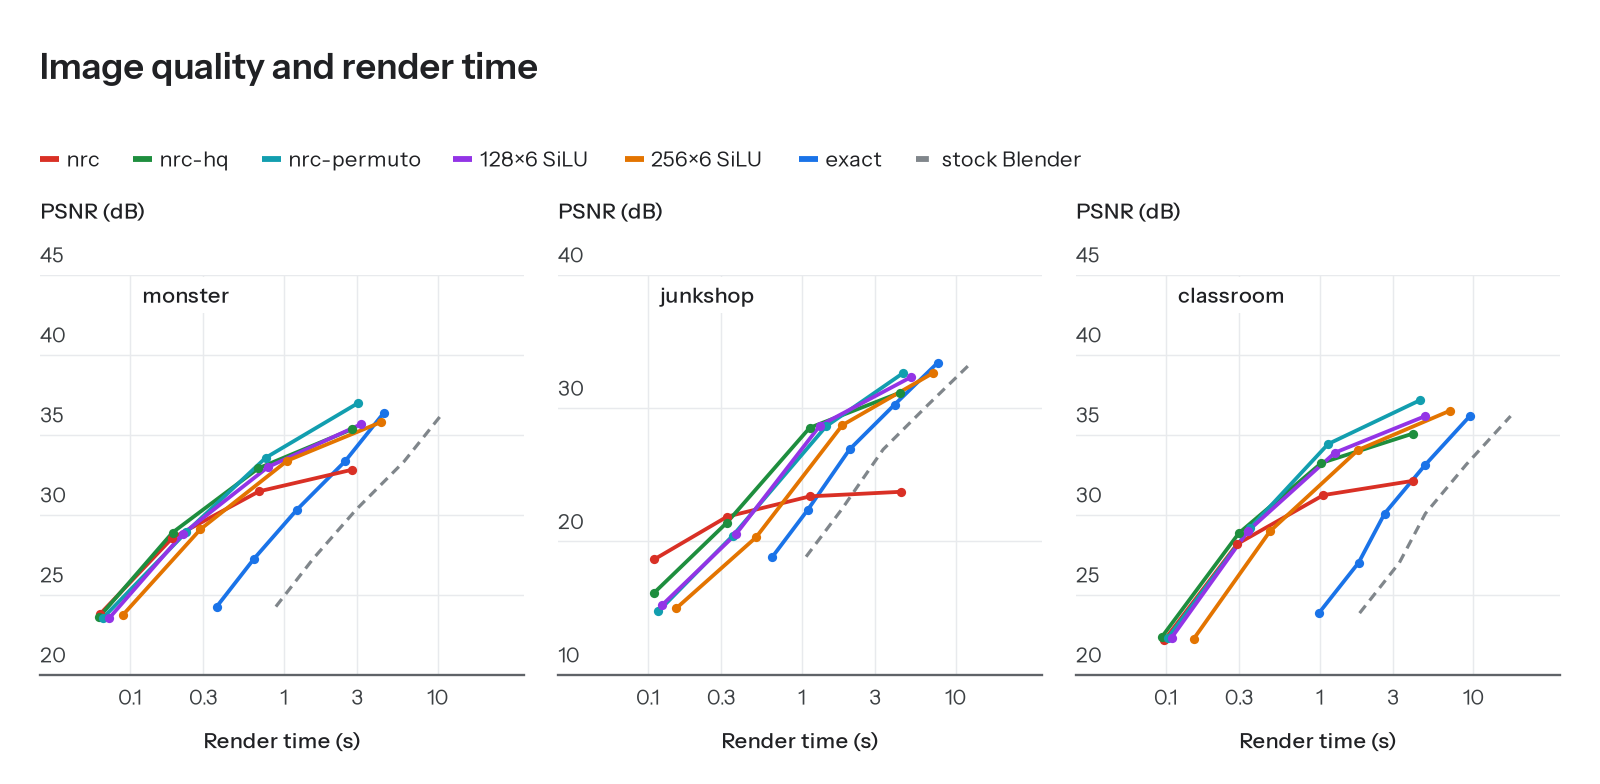 Image quality and render time
nrc nrc-hq nrc-permuto 128×6 SiLU 256×6 SiLU exact stock Blender
PSNR (dB)
45
monster
40
35
30
25
20
0.1 0.3 1 3 10
Render time (s)
PSNR (dB)
40
junkshop
30
20
10
0.1 0.3 1 3 10
Render time (s)
PSNR (dB)
45
classroom
40
35
30
25
20
0.1 0.3 1 3 10
Render time (s)